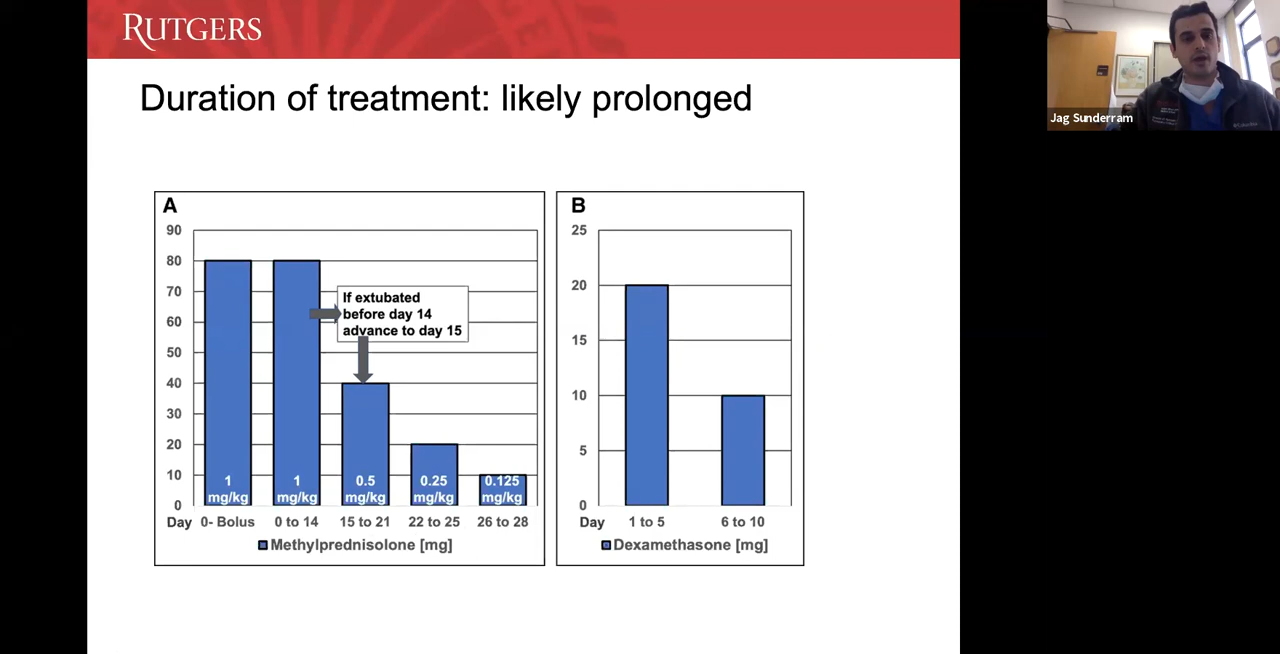 RUTGERS
Duration of treatment: likely prolonged
A
90
80
70
60
50
40
30
20
10
0
If extubated
before day 14
advance to day 15
1
mg/kg
1
mg/kg
0.5
mg/kg
0.25
mg/kg
0.125
mg/kg
Day 0- Bolus 0 to 14 15 to 21 22 to 25 26 to 28
Methylprednisolone [mg]
B
25
20
15
10
5
0
Day 1 to 5 6 to 10
Dexamethasone [mg]
Jag Sunderram